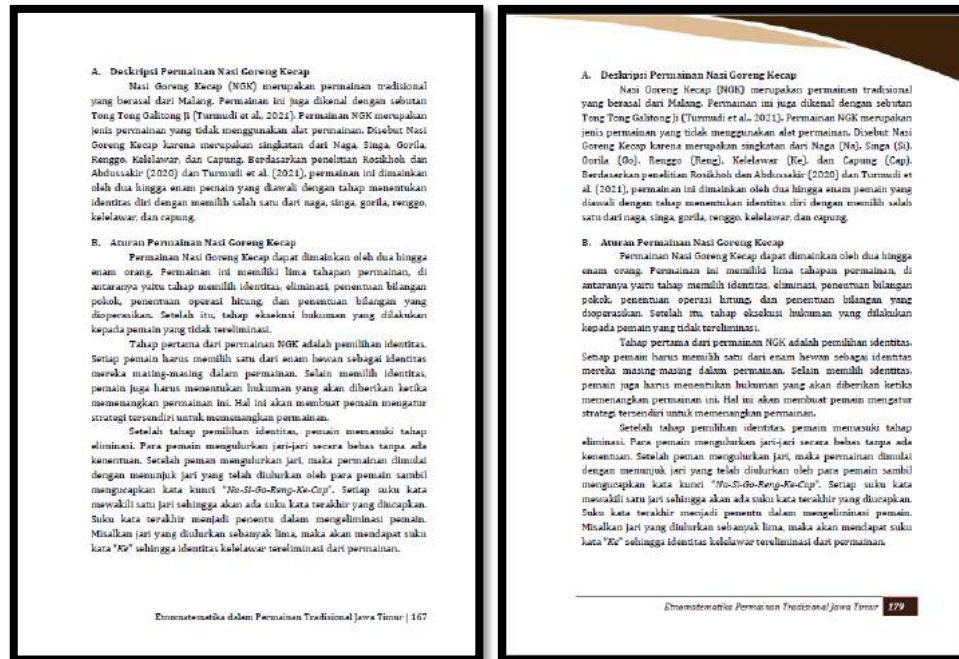 A. Deskripsi Permainan Nasi Goreng Kecap
Nasi Goreng Kecap (NGK) merupakan permainan tradisional
yang berasal dari Malang. Permainan ini juga dikenal dengan sebutan
Tong Tong Galitong Ji (Turmudi et al., 2021). Permainan NGK merupakan
jenis permainan yang tidak menggunakan alat permainan. Disebut Nasi
Goreng Kecap karena merupakan singkatan dari Naga, Singa, Gorila,
Renggo, Kelelawar, dan Capung. Berdasarkan penelitian Rosikhoh dan
Abdussakir (2020) dan Turmudi et al. (2021), permainan ini dimainkan
oleh dua hingga enam pemain yang diawali dengan tahap menentukan
identitas diri dengan memilih salah satu dari naga, singa, gorila, renggo,
kelelawar, dan capung.
B. Aturan Permainan Nasi Goreng Kecap
Permainan Nasi Goreng Kecap dapat dimainkan oleh dua hingga
enam orang. Permainan ini memiliki lima tahapan permainan, di
antaranya yaitu tahap memilih identitas, eliminasi, penentuan bilangan
pokok, penentuan operasi hitung, dan penentuan bilangan yang
dioperasikan. Setelah itu, tahap eksekusi hukuman yang dilakukan
kepada pemain yang tidak tereliminasi.
Tahap pertama dari permainan NGK adalah pemilihan identitas.
Setiap pemain harus memilih satu dari enam hewan sebagai identitas
mereka masing-masing dalam permainan. Selain memilih identitas,
pemain juga harus menentukan hukuman yang akan diberikan ketika
memenangkan permainan ini. Hal ini akan membuat pemain mengatur
strategi tersendiri untuk memenangkan permainan.
Setelah tahap pemilihan identitas, pemain memasuki tahap
eliminasi. Para pemain mengulurkan jari-jari secara bebas tanpa ada
kenentuan. Setelah peman mengulurkan jari, maka permainan dimulai
dengan menunjuk jari yang telah diulurkan oleh para pemain sambil
mengucapkan kata kunci "Na-Si-Go-Reng-Ke-Cap". Setiap suku kata
mewakili satu jari sehingga akan ada suku kata terakhir yang diucapkan.
Suku kata terakhir menjadi penentu dalam mengeliminasi pemain.
Misalkan jari yang diulurkan sebanyak lima, maka akan mendapat suku
kata "Ke" sehingga identitas kelelawar tereliminasi dari permainan.
Etnomatematika dalam Permainan Tradisional Jawa Timur | 167
A. Deskripsi Permainan Nasi Goreng Kecap
Nasi Goreng Kecap (NGK) merupakan permainan tradisional
yang berasal dari Malang. Permainan ini juga dikenal dengan sebutan
Tong Tong Galitong Ji (Turmudi et al., 2021). Permainan NGK merupakan
jenis permainan yang tidak menggunakan alat permainan. Disebut Nasi
Goreng Kecap karena merupakan singkatan dari Naga (Na), Singa (Si),
Gorila (Go), Renggo (Reng), Kelelawar (Ke), dan Capung (Cap).
Berdasarkan penelitian Rosikhoh dan Abdussakir (2020) dan Turmudi et
al. (2021), permainan ini dimainkan oleh dua hingga enam pemain yang
diawali dengan tahap menentukan identitas diri dengan memilih salah
satu dari naga, singa, gorila, renggo, kelelawar, dan capung.
B. Aturan Permainan Nasi Goreng Kecap
Permainan Nasi Goreng Kecap dapat dimainkan oleh dua hingga
enam orang. Permainan ini memiliki lima tahapan permainan, di
antaranya yaitu tahap memilih identitas, eliminasi, penentuan bilangan
pokok, penentuan operasi hitung, dan penentuan bilangan yang
dioperasikan. Setelah itu, tahap eksekusi hukuman yang dilakukan
kepada pemain yang tidak tereliminasi.
Tahap pertama dari permainan NGK adalah pemilihan identitas.
Setiap pemain harus memilih satu dari enam hewan sebagai identitas
mereka masing-masing dalam permainan. Selain memilih identitas,
pemain juga harus menentukan hukuman yang akan diberikan ketika
memenangkan permainan ini. Hal ini akan membuat pemain mengatur
strategi tersendiri untuk memenangkan permainan.
Setelah tahap pemilihan identitas, pemain memasuki tahap
eliminasi. Para pemain mengulurkan jari-jari secara bebas tanpa ada
kenentuan. Setelah peman mengulurkan jari, maka permainan dimulai
dengan menunjuk jari yang telah diulurkan oleh para pemain sambil
mengucapkan kata kunci "Na-Si-Go-Reng-Ke-Cap". Setiap suku kata
mewakili satu jari sehingga akan ada suku kata terakhir yang diucapkan.
Suku kata terakhir menjadi penentu dalam mengeliminasi pemain.
Misalkan jari yang diulurkan sebanyak lima, maka akan mendapat suku
kata "Ke" sehingga identitas kelelawar tereliminasi dari permainan.
Etnomatematika Permainan Tradisional Jawa Timur 179